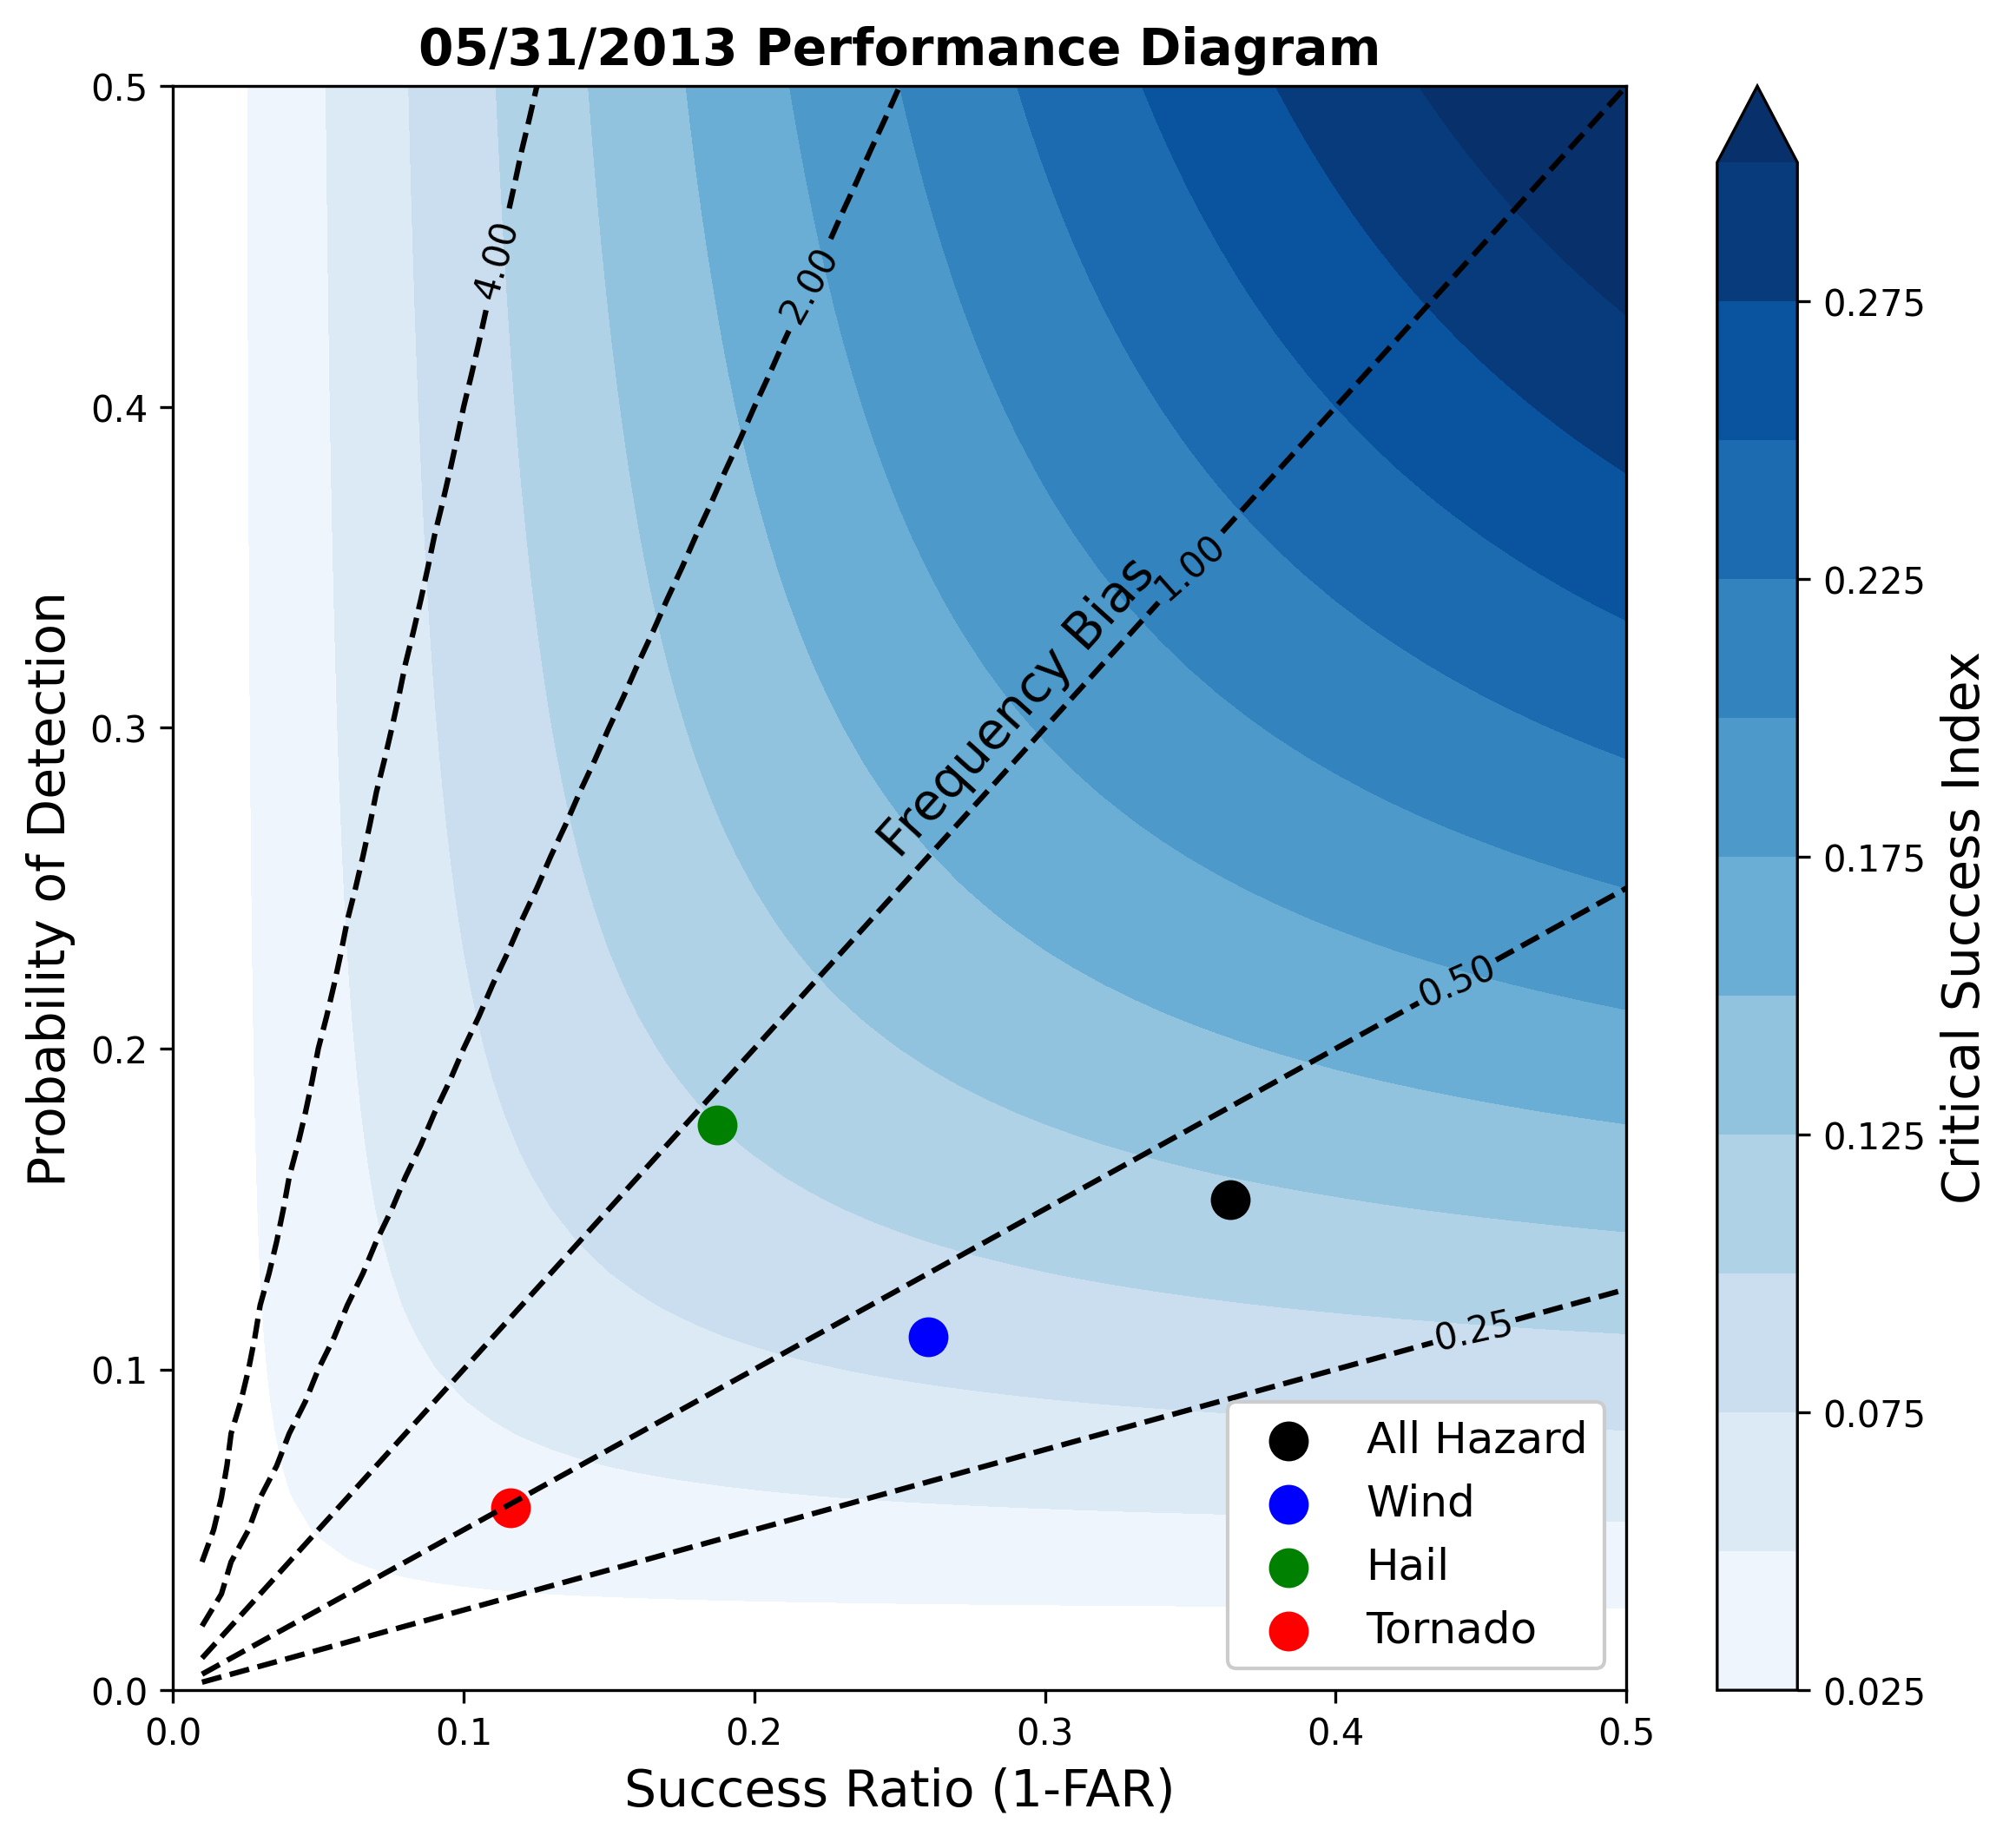 05/31/2013 Performance Diagram
0.5
0.4
0.3
0.2
0.1
0.0
Probability of Detection
4.00
2.00
1.00
0.50
0.25
Frequency Bias
All Hazard
Wind
Hail
Tornado
0.0
0.1
0.2
0.3
0.4
0.5
Success Ratio (1-FAR)
0.275
0.225
0.175
0.125
0.075
0.025
Critical Success Index